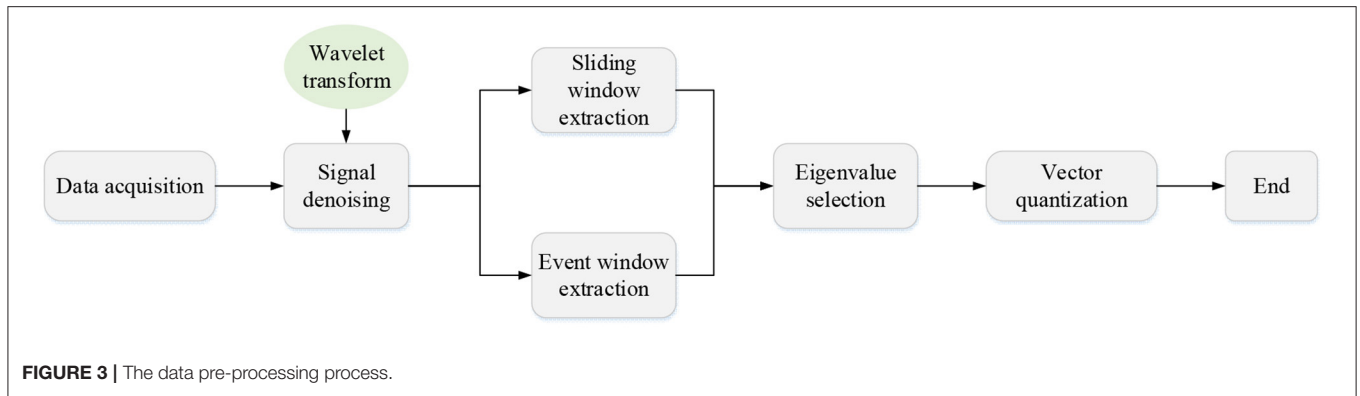 Wavelet
transform
Data acquisition
Signal
denoising
Sliding
window
extraction
Event window
extraction
Eigenvalue
selection
Vector
quantization
End
FIGURE 3 | The data pre-processing process.